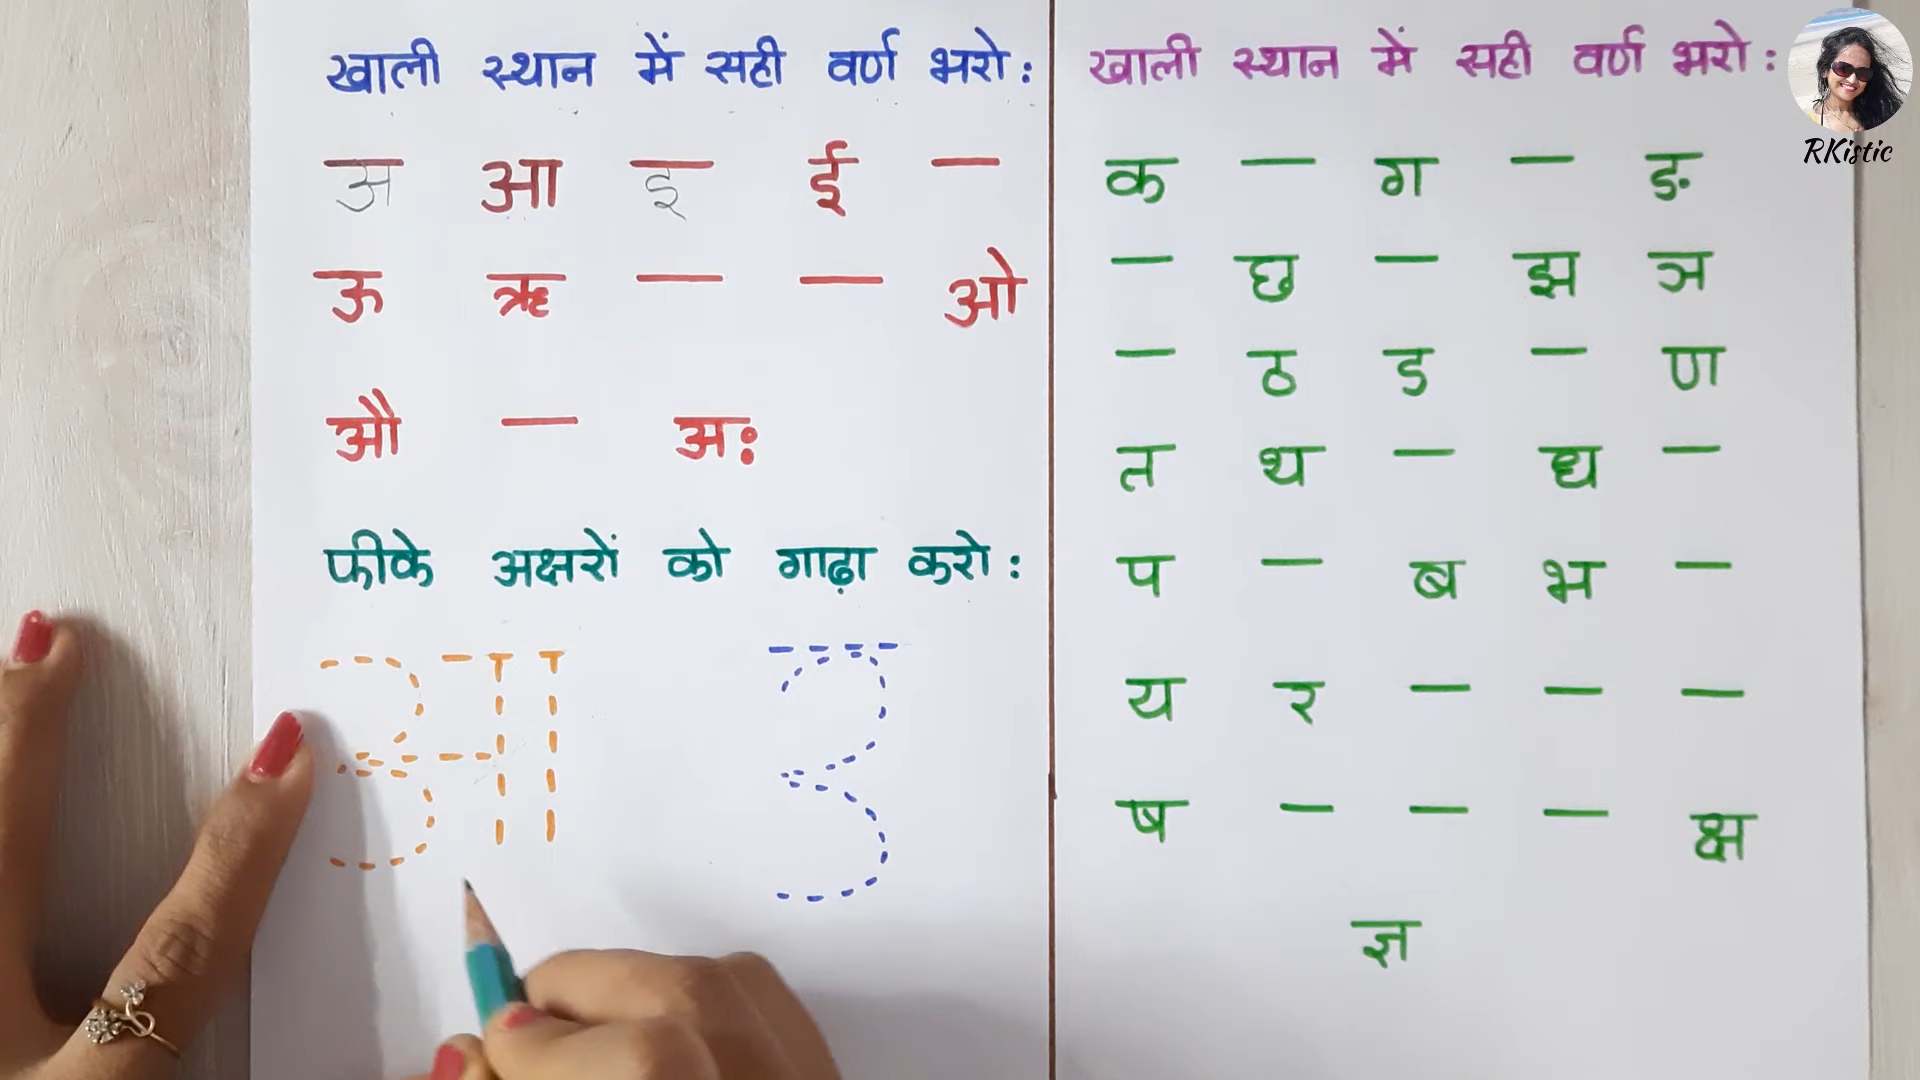 खाली स्थान में सही वर्ण भरो :
अ आ इ ई —
ऊ ऋ — — ओ
औ — अः
फीके अक्षरों को गाढ़ा करो :
आ उ
खाली स्थान में सही वर्ण भरो :
क — ग — ङ
— छ — झ ञ
— ठ ड — ण
त थ — ध —
प — ब भ —
य र — — —
ष — — — क्ष
ज्ञ
RKistic